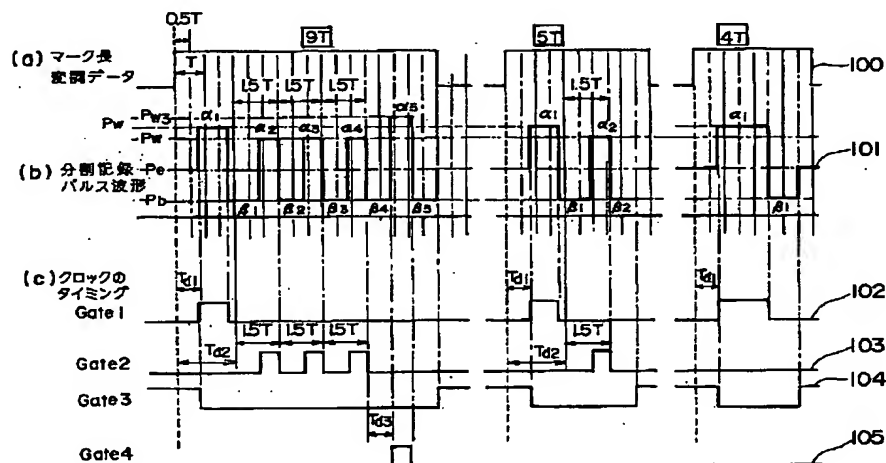 0.5T
9T 5T 4T
(a) マーク長
変調データ
T
100
1.5T 1.5T 1.5T 1.5T
Pw3
Pw
Pw
α1 α2 α3 α4 α5 α1 α2 α1
Pe
101
(b) 分割記録
パルス波形
Pb
β1 β2 β3 β4 β5 β1 β2 β1
(c) クロックの
タイミング
Td1 Td1 Td1
Gate1
102
Td2 1.5T 1.5T 1.5T Td2 1.5T
Gate2
103
Gate3
104
Td3
Gate4
105